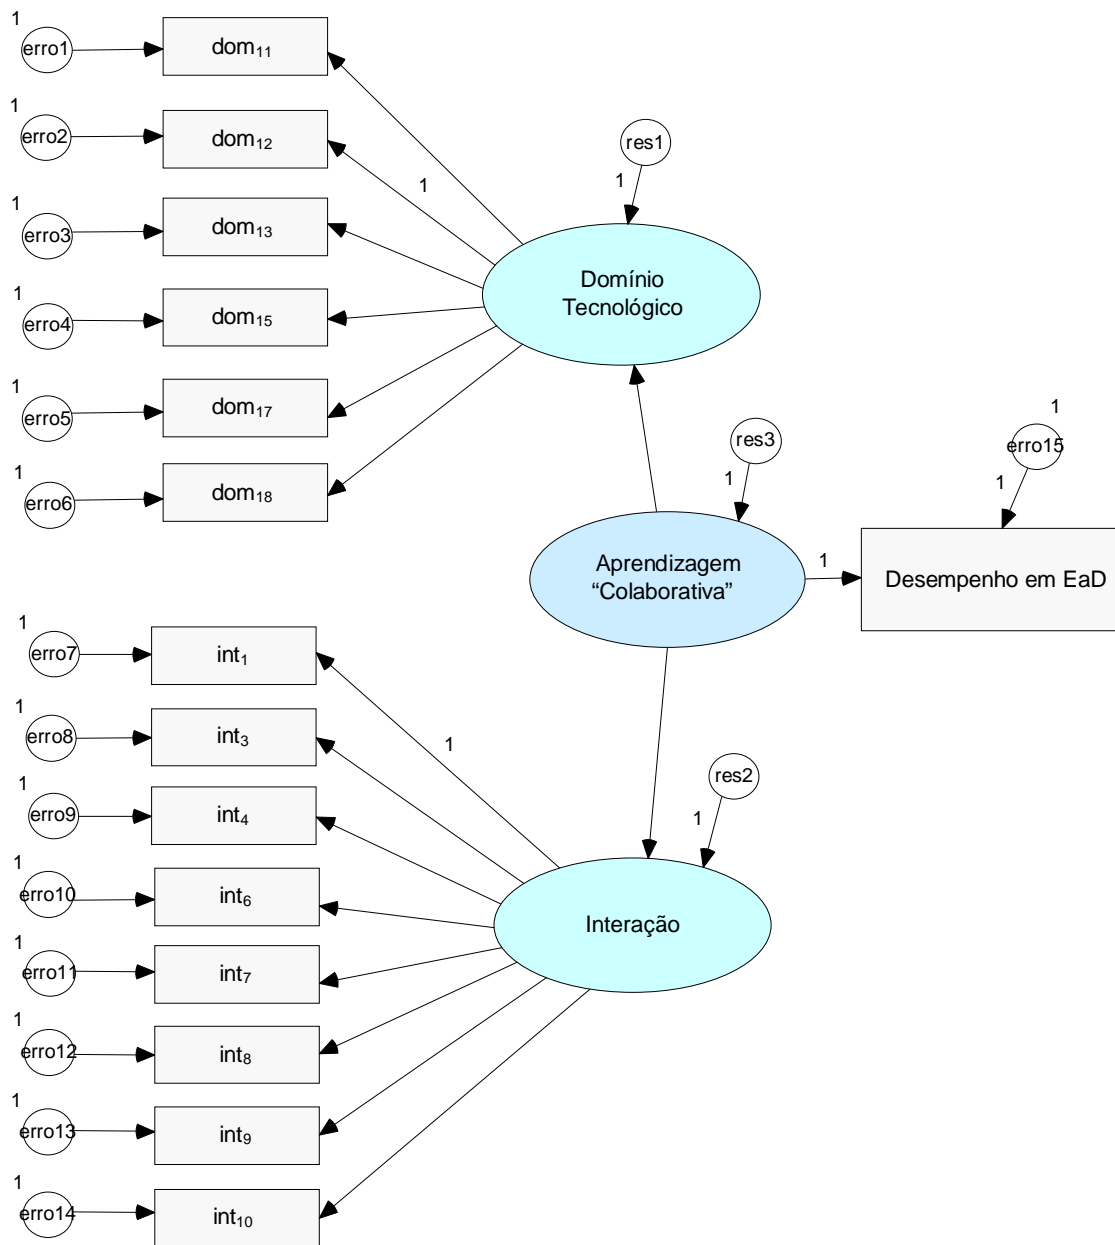 1
erro1
dom₁₁
1
erro2
dom₁₂
1
res1
1
1
erro3
dom₁₃
Domínio
Tecnológico
1
erro4
dom₁₅
1
erro5
dom₁₇
1
erro6
dom₁₈
res3
1
1
erro15
1
Aprendizagem
“Colaborativa”
1
Desempenho em EaD
1
erro7
int₁
1
erro8
int₃
1
res2
1
1
erro9
int₄
1
erro10
int₆
Interação
1
erro11
int₇
1
erro12
int₈
1
erro13
int₉
1
erro14
int₁₀